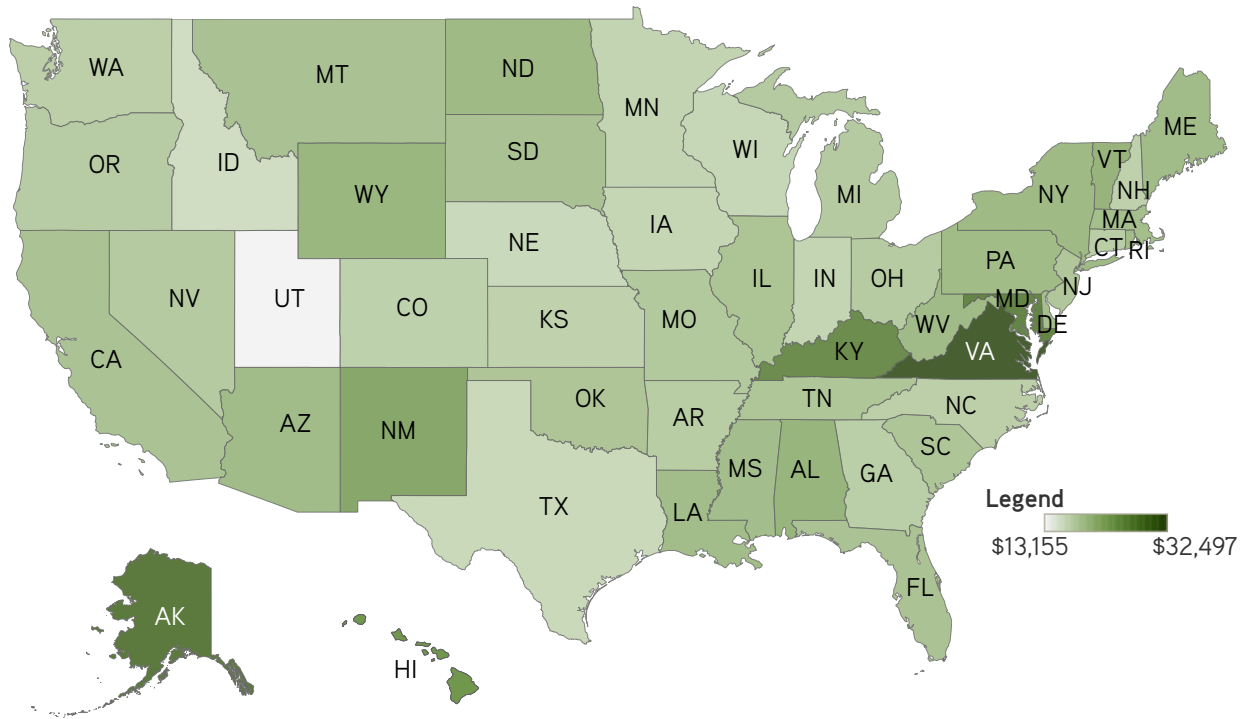 WA
MT
ND
MN
ME
OR
ID
SD
WI
VT
WY
MI
NY
NH
MA
IA
NE
CT
RI
PA
NV
UT
CO
IL
IN
OH
NJ
MD
KS
MO
WV
DE
CA
KY
VA
OK
TN
NC
AZ
NM
AR
SC
MS
AL
GA
TX
LA
Legend
$13,155
$32,497
FL
AK
HI